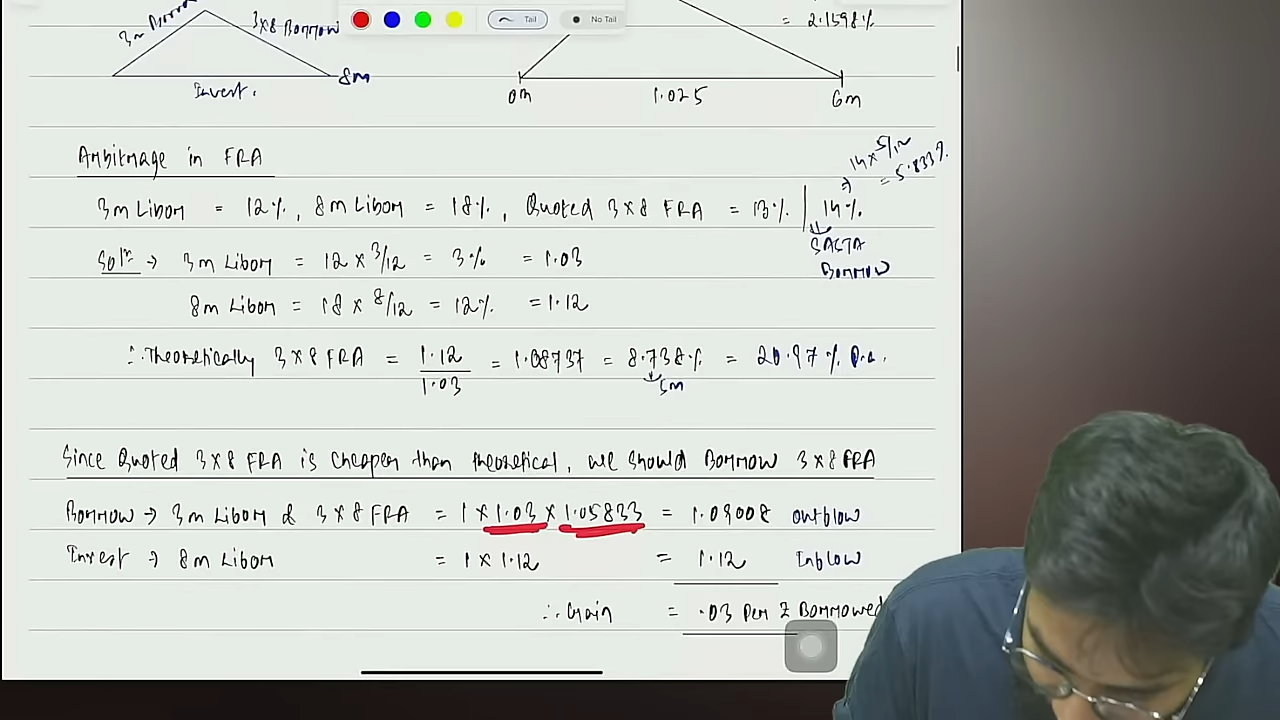 3m Borrow
3x8 Borrow
8m
Invest.
Tail
No Tail
= 2.1598%
0m
1.025
6m
Arbitrage in FRA
14 x 5/12
= 5.833%
3m Libor = 12%, 8m Libor = 18%, Quoted 3x8 FRA = 13% | 14%
SASTA
BORROW
Soln → 3m Libor = 12 x 3/12 = 3% = 1.03
8m Libor = 18 x 8/12 = 12% = 1.12
∴ Theoretically 3x8 FRA = 1.12/1.03 = 1.08737 = 8.738% = 20.97% P.a.
5m
Since Quoted 3x8 FRA is Cheaper than theoretical, we should Borrow 3x8 FRA
Borrow → 3m Libor & 3x8 FRA = 1 x 1.03 x 1.05833 = 1.09008 Outflow
Invest → 8m Libor = 1 x 1.12 = 1.12 Inflow
∴ Gain = .03 Per ₹ Borrowed